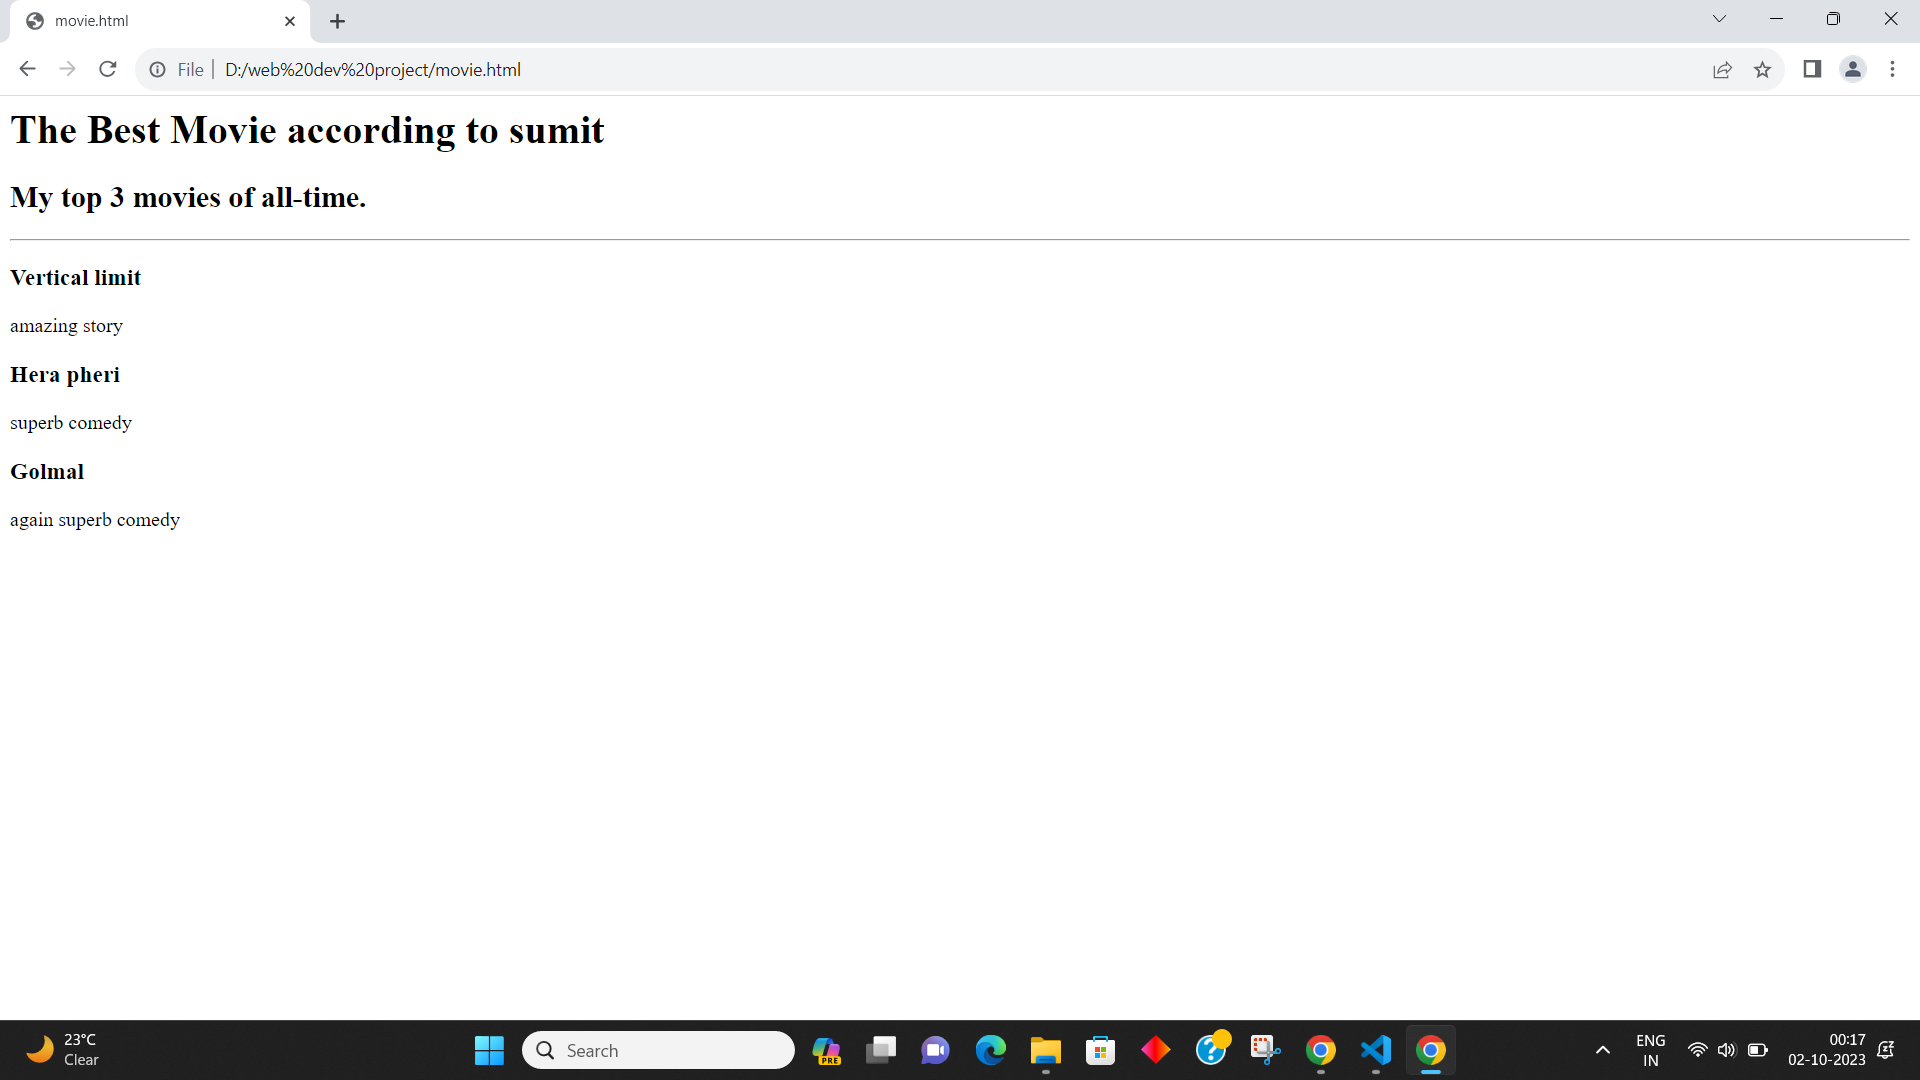 movie.html
File
D:/web%20dev%20project/movie.html
The Best Movie according to sumit
My top 3 movies of all-time.
Vertical limit
amazing story
Hera pheri
superb comedy
Golmal
again superb comedy
23°C
Clear
Search
PRE
ENG
IN
00:17
02-10-2023